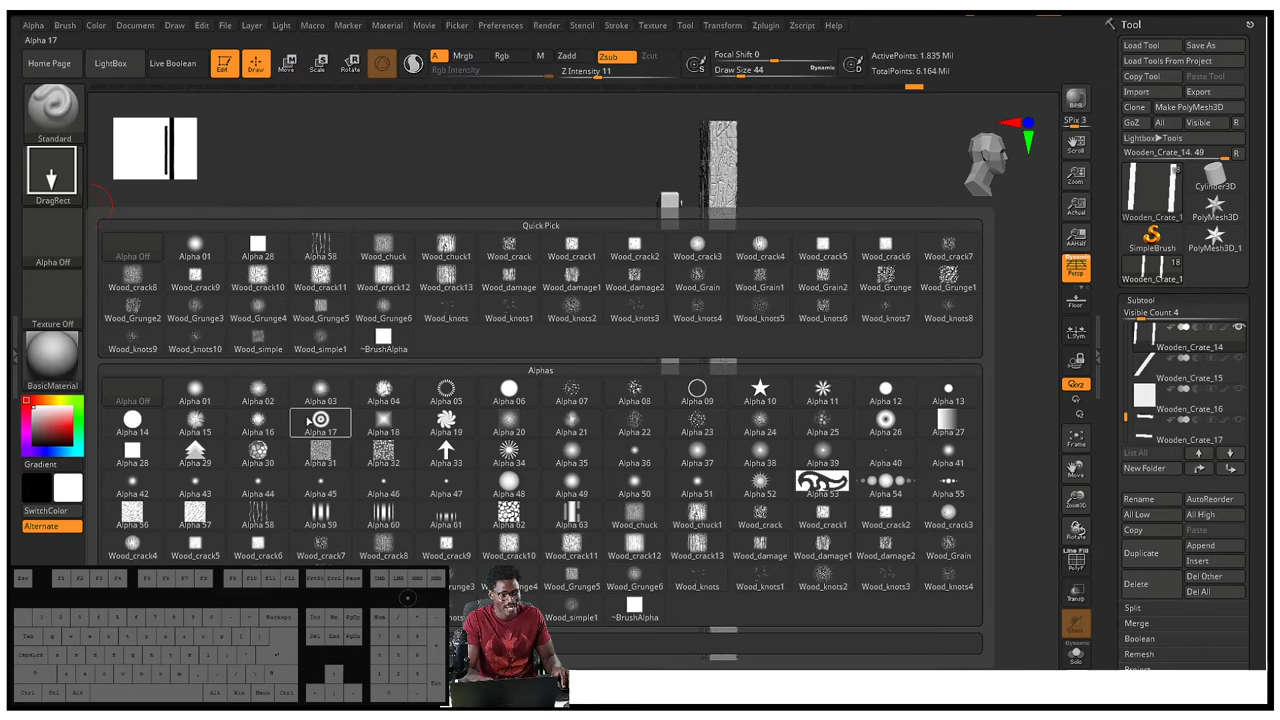 Alpha Brush Color Document Draw Edit File Layer Light Macro Marker Material Movie Picker Preferences Render Stencil Stroke Texture Tool Transform Zplugin Zscript Help
Alpha 17
Home Page LightBox Live Boolean Edit Draw Move Scale Rotate A Mrgb Rgb M Zadd Zsub Zcut Focal Shift 0 ActivePoints: 1.835 Mil
Rgb Intensity Z Intensity 11 Draw Size 44 Dynamic TotalPoints: 6.164 Mil
Standard
DragRect
Alpha Off
Texture Off
BasicMaterial
Gradient
SwitchColor
Alternate
Quick Pick
Alpha Off Alpha 01 Alpha 28 Alpha 58 Wood_chuck Wood_chuck1 Wood_crack Wood_crack1 Wood_crack2 Wood_crack3 Wood_crack4 Wood_crack5 Wood_crack6 Wood_crack7
Wood_crack8 Wood_crack9 Wood_crack10 Wood_crack11 Wood_crack12 Wood_crack13 Wood_damage Wood_damage1 Wood_damage2 Wood_Grain Wood_Grain1 Wood_Grain2 Wood_Grunge Wood_Grunge1
Wood_Grunge2 Wood_Grunge3 Wood_Grunge4 Wood_Grunge5 Wood_Grunge6 Wood_knots Wood_knots1 Wood_knots2 Wood_knots3 Wood_knots4 Wood_knots5 Wood_knots6 Wood_knots7 Wood_knots8
Wood_knots9 Wood_knots10 Wood_simple Wood_simple1 ~BrushAlpha
Alphas
Alpha Off Alpha 01 Alpha 02 Alpha 03 Alpha 04 Alpha 05 Alpha 06 Alpha 07 Alpha 08 Alpha 09 Alpha 10 Alpha 11 Alpha 12 Alpha 13
Alpha 14 Alpha 15 Alpha 16 Alpha 17 Alpha 18 Alpha 19 Alpha 20 Alpha 21 Alpha 22 Alpha 23 Alpha 24 Alpha 25 Alpha 26 Alpha 27
Alpha 28 Alpha 29 Alpha 30 Alpha 31 Alpha 32 Alpha 33 Alpha 34 Alpha 35 Alpha 36 Alpha 37 Alpha 38 Alpha 39 Alpha 40 Alpha 41
Alpha 42 Alpha 43 Alpha 44 Alpha 45 Alpha 46 Alpha 47 Alpha 48 Alpha 49 Alpha 50 Alpha 51 Alpha 52 Alpha 53 Alpha 54 Alpha 55
Alpha 56 Alpha 57 Alpha 58 Alpha 59 Alpha 60 Alpha 61 Alpha 62 Alpha 63 Wood_chuck Wood_chuck1 Wood_crack Wood_crack1 Wood_crack2 Wood_crack3
Wood_crack4 Wood_crack5 Wood_crack6 Wood_crack7 Wood_crack8 Wood_crack9 Wood_crack10 Wood_crack11 Wood_crack12 Wood_crack13 Wood_damage Wood_damage1 Wood_damage2 Wood_Grain
Wood_Grunge5 Wood_Grunge6 Wood_knots Wood_knots1 Wood_knots2 Wood_knots3 Wood_knots4
~BrushAlpha
BPR
SPix 3
Scroll
Zoom
Actual
AAHalf
Dynamic
Persp
Floor
L.Sym
Frame
Move
Zoom3D
Rotate
Line Fill
PolyF
Transp
Ghost
Dynamic
Solo
Tool
Load Tool Save As
Load Tools From Project
Copy Tool Paste Tool
Import Export
Clone Make PolyMesh3D
GoZ All Visible R
Lightbox▶Tools
Wooden_Crate_14. 49 R
8
Cylinder3D
Wooden_Crate_1 PolyMesh3D
SimpleBrush PolyMesh3D_1
18
Wooden_Crate_1
Subtool
Visible Count 4
Wooden_Crate_14
Wooden_Crate_15
Wooden_Crate_16
Wooden_Crate_17
List All
New Folder
Rename AutoReorder
All Low All High
Copy Paste
Duplicate Append
Insert
Delete Del Other
Del All
Split
Merge
Boolean
Remesh